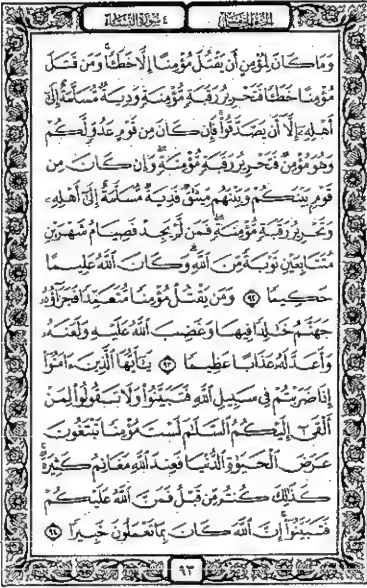 الجزء الخامس ٤ سورة النساء
وَمَا كَانَ لِمُؤْمِنٍ أَن يَقْتُلَ مُؤْمِنًا إِلَّا خَطَـًٔا ۚ وَمَن قَتَلَ
مُؤْمِنًا خَطَـًٔا فَتَحْرِيرُ رَقَبَةٍ مُّؤْمِنَةٍ وَدِيَةٌ مُّسَلَّمَةٌ إِلَىٰٓ
أَهْلِهِۦٓ إِلَّآ أَن يَصَّدَّقُوا۟ ۚ فَإِن كَانَ مِن قَوْمٍ عَدُوٍّ لَّكُمْ
وَهُوَ مُؤْمِنٌ فَتَحْرِيرُ رَقَبَةٍ مُّؤْمِنَةٍ ۖ وَإِن كَانَ مِن
قَوْمٍۭ بَيْنَكُمْ وَبَيْنَهُم مِّيثَـٰقٌ فَدِيَةٌ مُّسَلَّمَةٌ إِلَىٰٓ أَهْلِهِۦ
وَتَحْرِيرُ رَقَبَةٍ مُّؤْمِنَةٍ ۖ فَمَن لَّمْ يَجِدْ فَصِيَامُ شَهْرَيْنِ
مُتَتَابِعَيْنِ تَوْبَةً مِّنَ ٱللَّهِ ۗ وَكَانَ ٱللَّهُ عَلِيمًا
حَكِيمًا ٩٢ وَمَن يَقْتُلْ مُؤْمِنًا مُّتَعَمِّدًا فَجَزَآؤُهُۥ
جَهَنَّمُ خَـٰلِدًا فِيهَا وَغَضِبَ ٱللَّهُ عَلَيْهِ وَلَعَنَهُۥ
وَأَعَدَّ لَهُۥ عَذَابًا عَظِيمًا ٩٣ يَـٰٓأَيُّهَا ٱلَّذِينَ ءَامَنُوٓا۟
إِذَا ضَرَبْتُمْ فِى سَبِيلِ ٱللَّهِ فَتَبَيَّنُوا۟ وَلَا تَقُولُوا۟ لِمَنْ
أَلْقَىٰٓ إِلَيْكُمُ ٱلسَّلَـٰمَ لَسْتَ مُؤْمِنًا تَبْتَغُونَ
عَرَضَ ٱلْحَيَوٰةِ ٱلدُّنْيَا فَعِندَ ٱللَّهِ مَغَانِمُ كَثِيرَةٌ ۚ
كَذَٰلِكَ كُنتُم مِّن قَبْلُ فَمَنَّ ٱللَّهُ عَلَيْكُمْ
فَتَبَيَّنُوٓا۟ ۚ إِنَّ ٱللَّهَ كَانَ بِمَا تَعْمَلُونَ خَبِيرًا ٩٤
٩٣